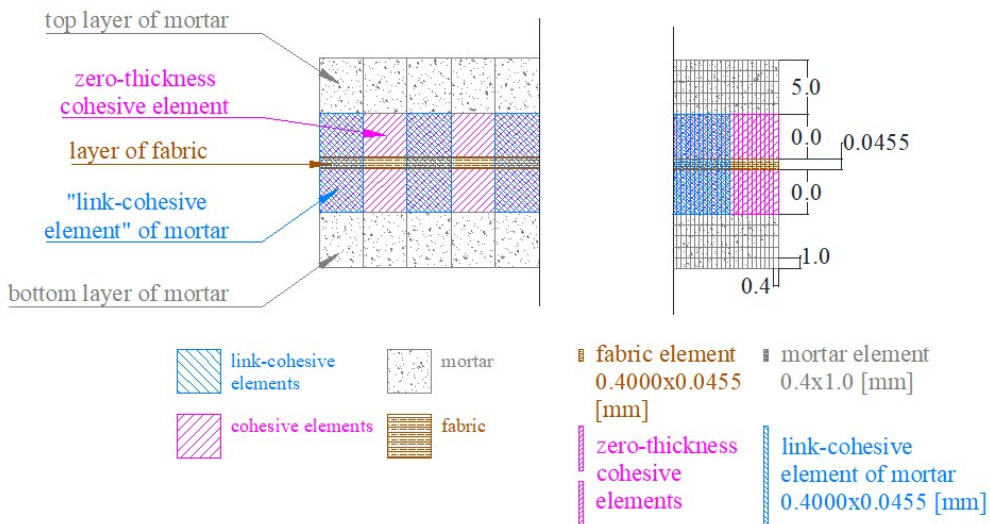 top layer of mortar
zero-thickness
cohesive element
layer of fabric
"link-cohesive
element" of mortar
bottom layer of mortar
5.0
0.0
0.0455
0.0
1.0
0.4
link-cohesive
elements
mortar
cohesive elements
fabric
fabric element
0.4000x0.0455
[mm]
mortar element
0.4x1.0 [mm]
zero-thickness
cohesive
elements
link-cohesive
element of mortar
0.4000x0.0455 [mm]